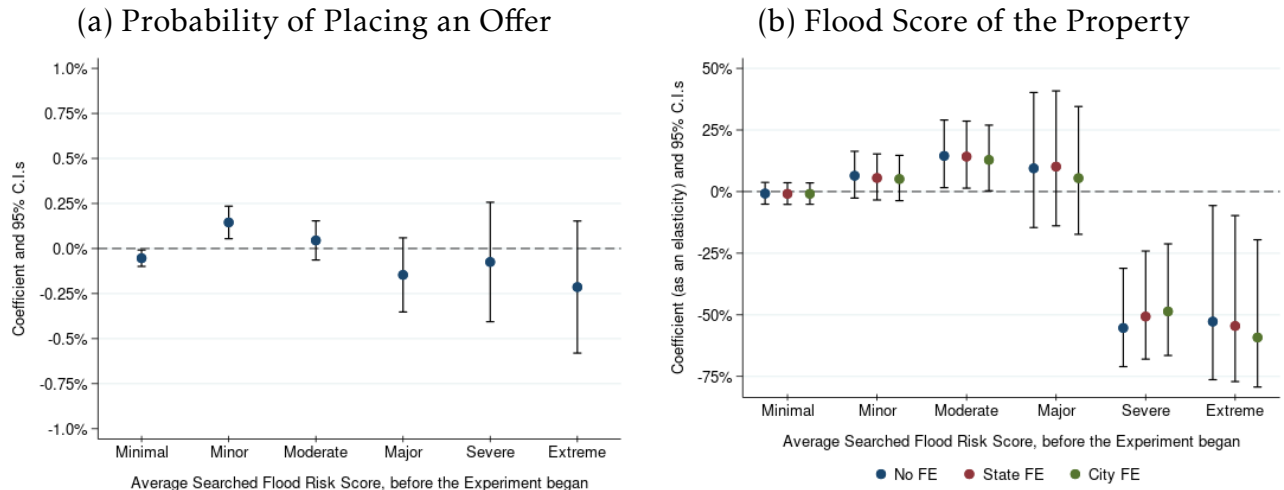 (a) Probability of Placing an Offer
1.0%
0.75%
0.5%
0.25%
0.0%
-0.25%
-0.5%
-0.75%
-1.0%
Coefficient and 95% C.I.s
Minimal Minor Moderate Major Severe Extreme
Average Searched Flood Risk Score, before the Experiment began
(b) Flood Score of the Property
50%
25%
0%
-25%
-50%
-75%
Coefficient (as an elasticity) and 95% C.I.s
Minimal Minor Moderate Major Severe Extreme
Average Searched Flood Risk Score, before the Experiment began
No FE State FE City FE